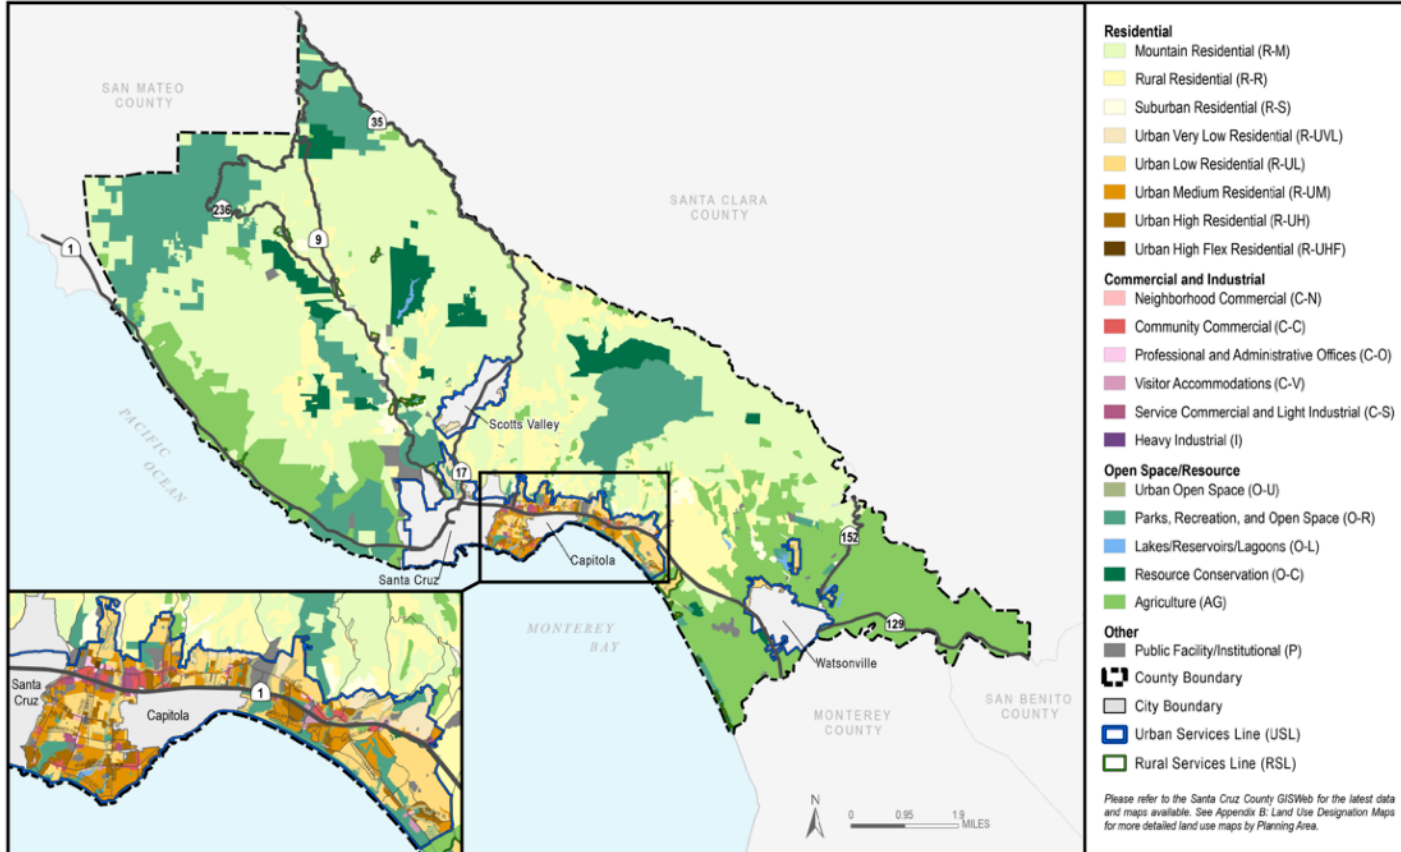 SAN MATEO
COUNTY
35
SANTA CLARA
COUNTY
236
9
1
PACIFIC
OCEAN
Scotts Valley
17
Capitola
Santa Cruz
152
129
Watsonville
MONTEREY
BAY
MONTEREY
COUNTY
SAN BENITO
COUNTY
Santa
Cruz
Capitola
1
N
0 0.95 1.9
MILES
Residential
Mountain Residential (R-M)
Rural Residential (R-R)
Suburban Residential (R-S)
Urban Very Low Residential (R-UVL)
Urban Low Residential (R-UL)
Urban Medium Residential (R-UM)
Urban High Residential (R-UH)
Urban High Flex Residential (R-UHF)
Commercial and Industrial
Neighborhood Commercial (C-N)
Community Commercial (C-C)
Professional and Administrative Offices (C-O)
Visitor Accommodations (C-V)
Service Commercial and Light Industrial (C-S)
Heavy Industrial (I)
Open Space/Resource
Urban Open Space (O-U)
Parks, Recreation, and Open Space (O-R)
Lakes/Reservoirs/Lagoons (O-L)
Resource Conservation (O-C)
Agriculture (AG)
Other
Public Facility/Institutional (P)
County Boundary
City Boundary
Urban Services Line (USL)
Rural Services Line (RSL)
Please refer to the Santa Cruz County GISWeb for the latest data
and maps available. See Appendix B: Land Use Designation Maps
for more detailed land use maps by Planning Area.